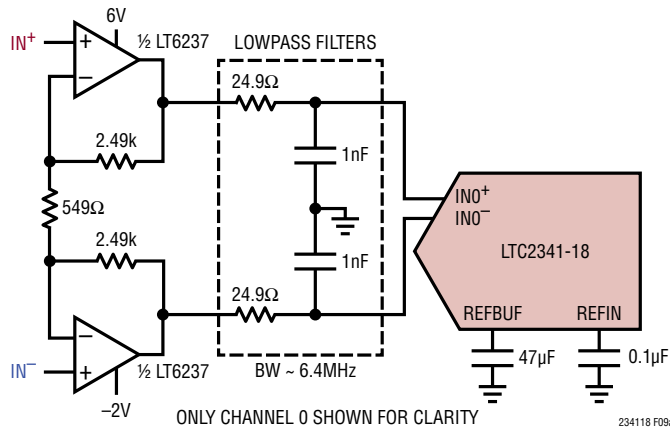 6V
IN+
+
½ LT6237
LOWPASS FILTERS
−
24.9Ω
2.49k
1nF
549Ω
IN0+
IN0−
2.49k
LTC2341-18
1nF
24.9Ω
REFBUF
REFIN
−
IN−
+
½ LT6237
BW ~ 6.4MHz
47µF
0.1µF
−2V
ONLY CHANNEL 0 SHOWN FOR CLARITY